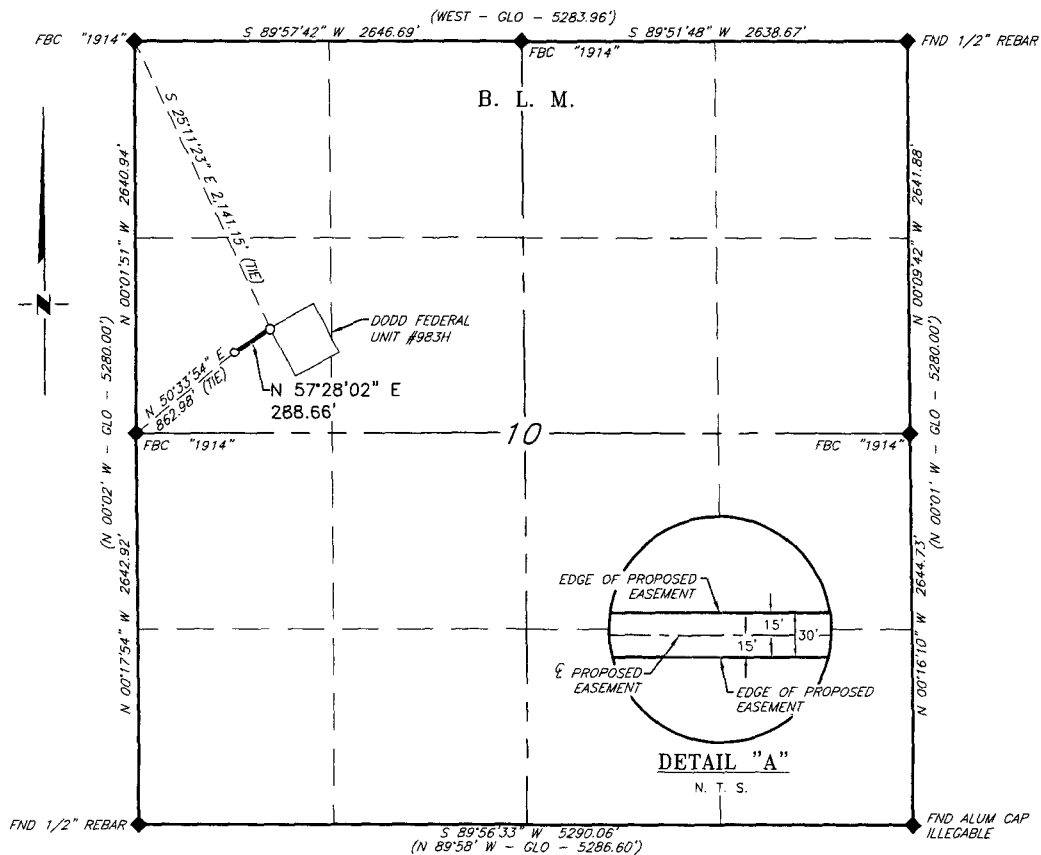 (WEST - GLO - 5283.96')
S 89°57'42" W 2646.69'
S 89°51'48" W 2638.67'
FBC "1914"
FBC "1914"
FND 1/2" REBAR
B. L. M.
S 25°11'23" E 2,141.15' (TIE)
N 00°01'51" W 2640.94'
N 00°09'42" W 2641.88'
N
DODD FEDERAL
UNIT #983H
N 50°33'54" E
862.98' (TIE)
N 57°28'02" E
288.66'
FBC "1914"
10
FBC "1914"
(N 00°02' W - GLO - 5280.00')
(N 00°01' W - GLO - 5280.00')
N 00°17'54" W 2642.92'
N 00°16'10" W 2644.73'
EDGE OF PROPOSED
EASEMENT
15'
15'
30'
℄ PROPOSED
EASEMENT
EDGE OF PROPOSED
EASEMENT
DETAIL "A"
N. T. S.
FND 1/2" REBAR
S 89°56'33" W 5290.06'
(N 89°58' W - GLO - 5286.60')
FND ALUM CAP
ILLEGABLE